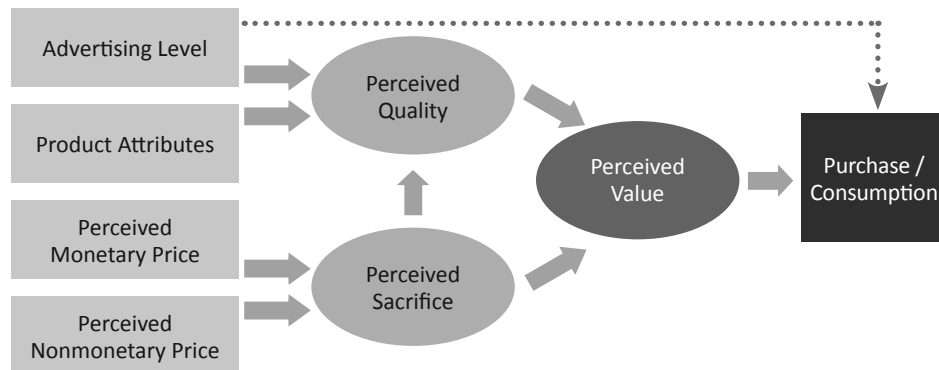 Advertising Level
Product Attributes
Perceived
Monetary Price
Perceived
Nonmonetary Price
Perceived
Quality
Perceived
Sacrifice
Perceived
Value
Purchase /
Consumption